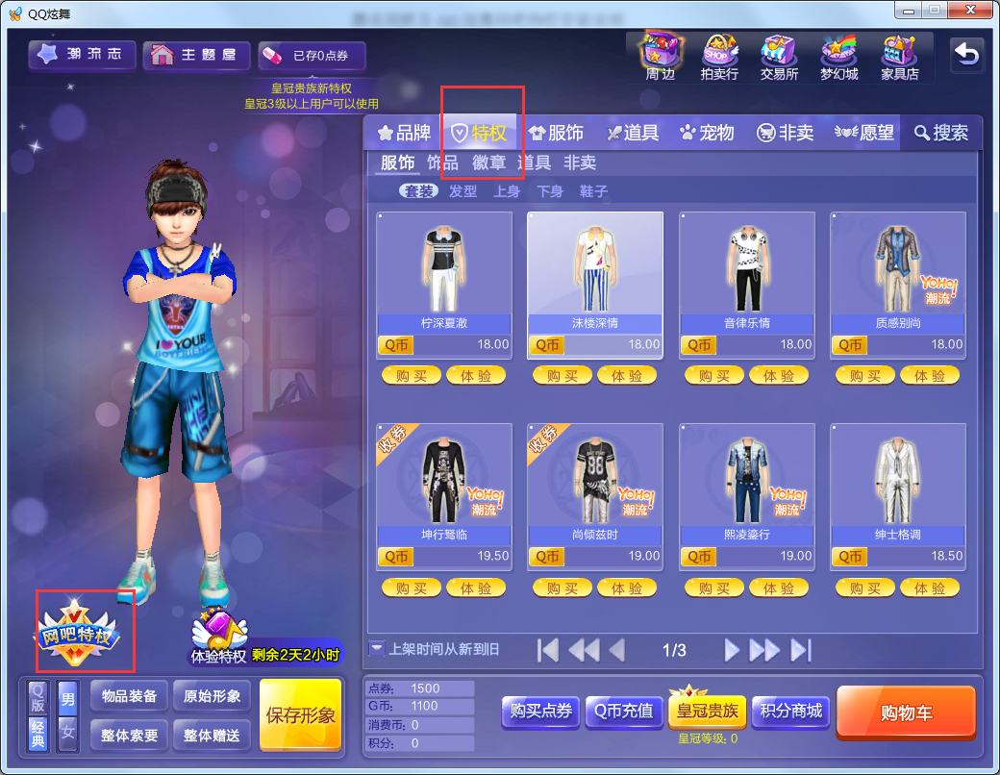 QQ炫舞
潮流志 主题屋 已存0点券
皇冠贵族新特权
皇冠3级以上用户可以使用
周边 拍卖行 交易所 梦幻城 家具店
SHOP
品牌 特权 服饰 道具 宠物 非卖 愿望 搜索
服饰 饰品 徽章 道具 非卖
套装 发型 上身 下身 鞋子
YOHO!
潮流
柠深夏澈 沫楼深情 音律乐情 质感别尚
Q币 18.00 Q币 18.00 Q币 18.00 Q币 18.00
购买 体验 购买 体验 购买 体验 购买 体验
I ♥ YOUR
BOYFRIEND
收券 收券
88
YOHO! YOHO! YOHO!
潮流 潮流 潮流
坤行骜临 尚倾兹时 熙凌鎏行 绅士格调
Q币 19.50 Q币 19.00 Q币 19.00 Q币 18.50
购买 体验 购买 体验 购买 体验 购买 体验
网吧特权
体验特权 剩余2天2小时
上架时间从新到旧 1/3
Q版 男 物品装备 原始形象
经典 女 整体索要 整体赠送
保存形象
点券: 1500
G币: 1100
消费币: 0
积分: 0
购买点券 Q币充值 皇冠贵族 积分商城 购物车
皇冠等级: 0